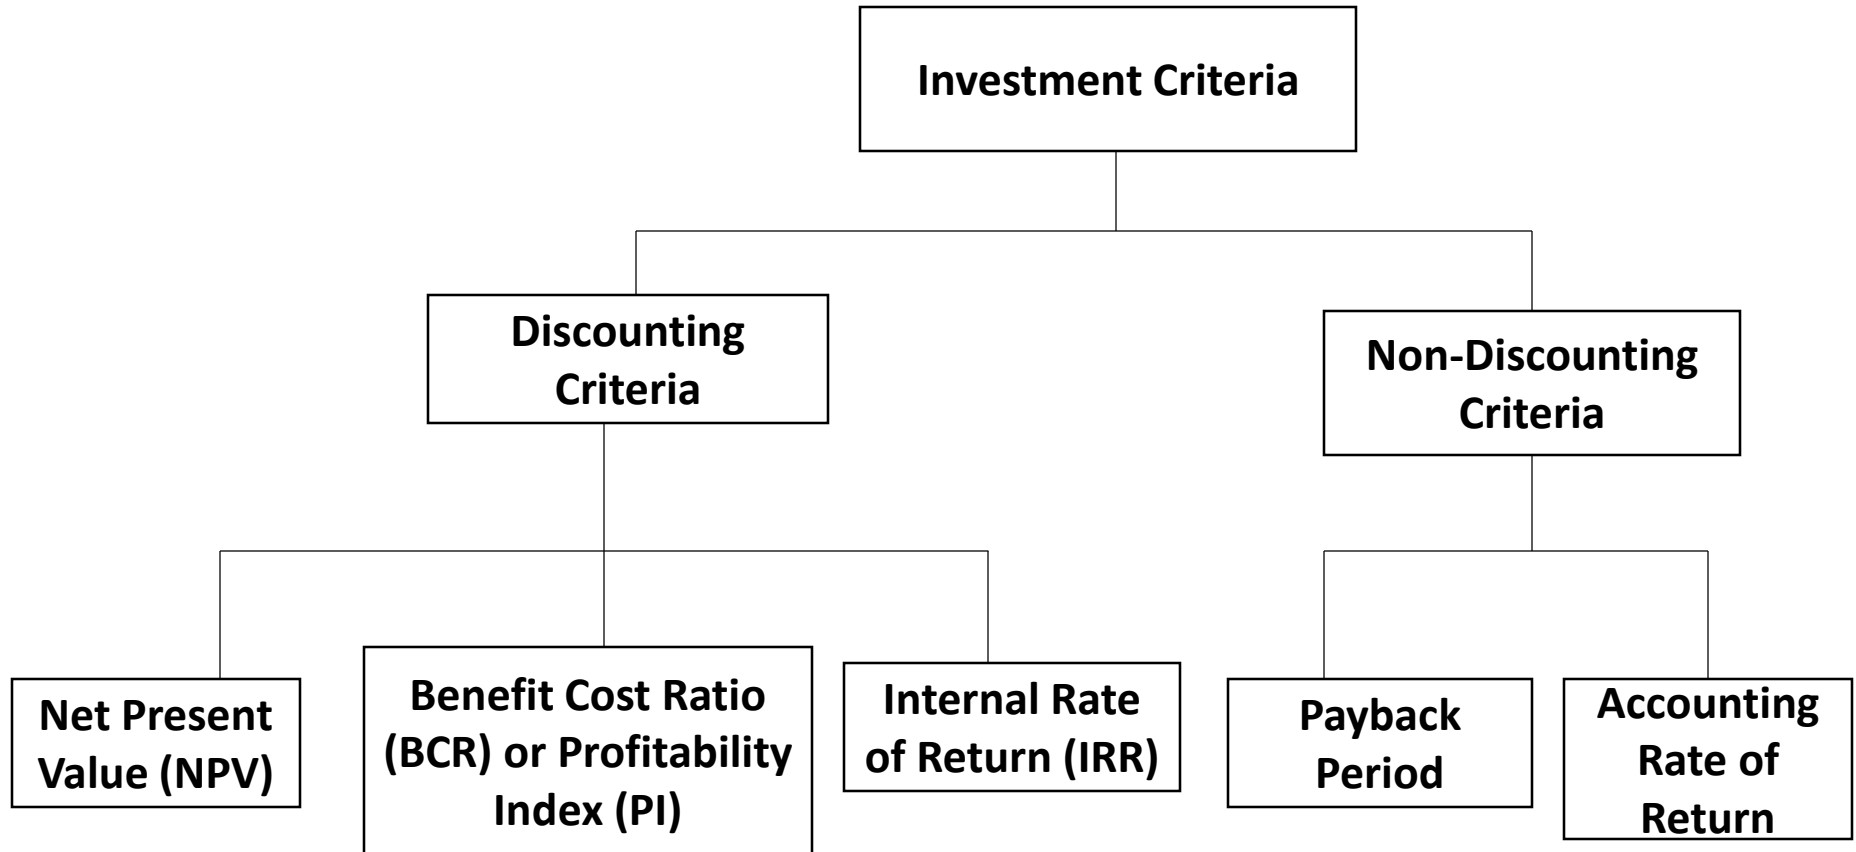 Investment Criteria
Discounting
Criteria
Non-Discounting
Criteria
Net Present
Value (NPV)
Benefit Cost Ratio
(BCR) or Profitability
Index (PI)
Internal Rate
of Return (IRR)
Payback
Period
Accounting
Rate of
Return